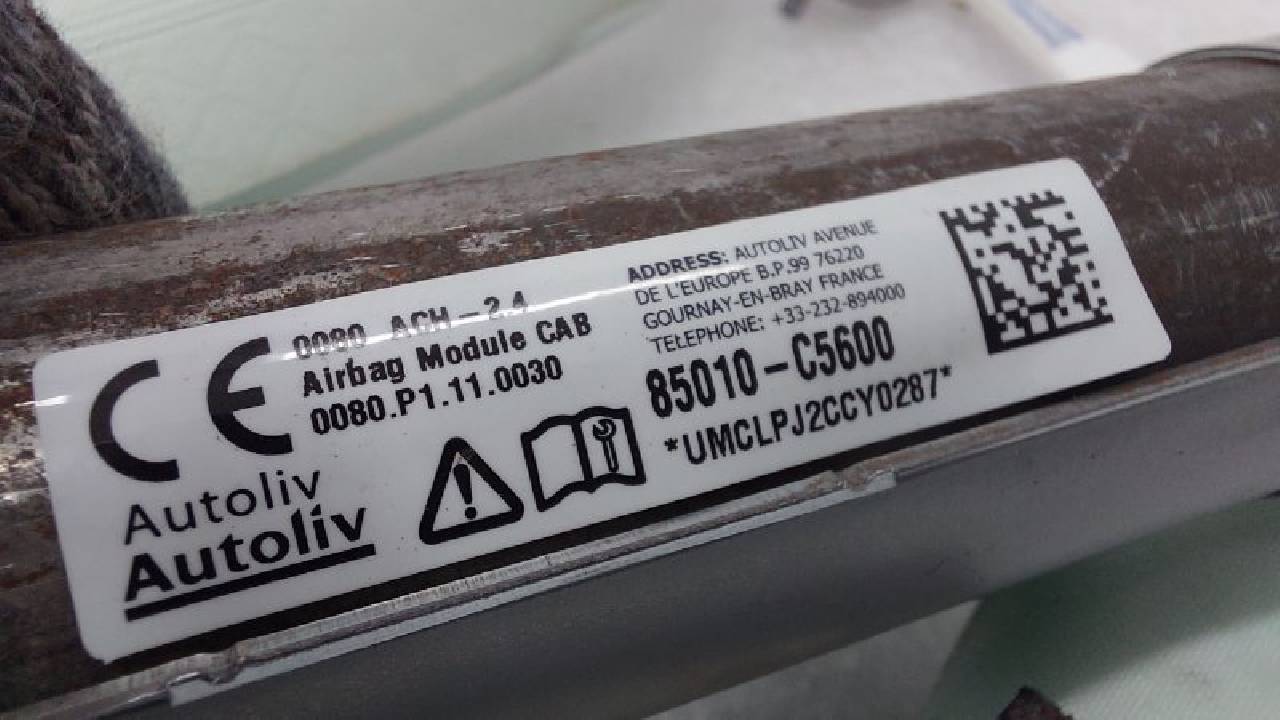 CE
0080 ACH-2.4
Airbag Module CAB
0080.P1.11.0030
Autoliv
Autoliv
ADDRESS: AUTOLIV AVENUE
DE L'EUROPE B.P.99 76220
GOURNAY-EN-BRAY FRANCE
TELEPHONE: +33-232-894000
85010-C5600
*UMCLPJ2CCY0287*